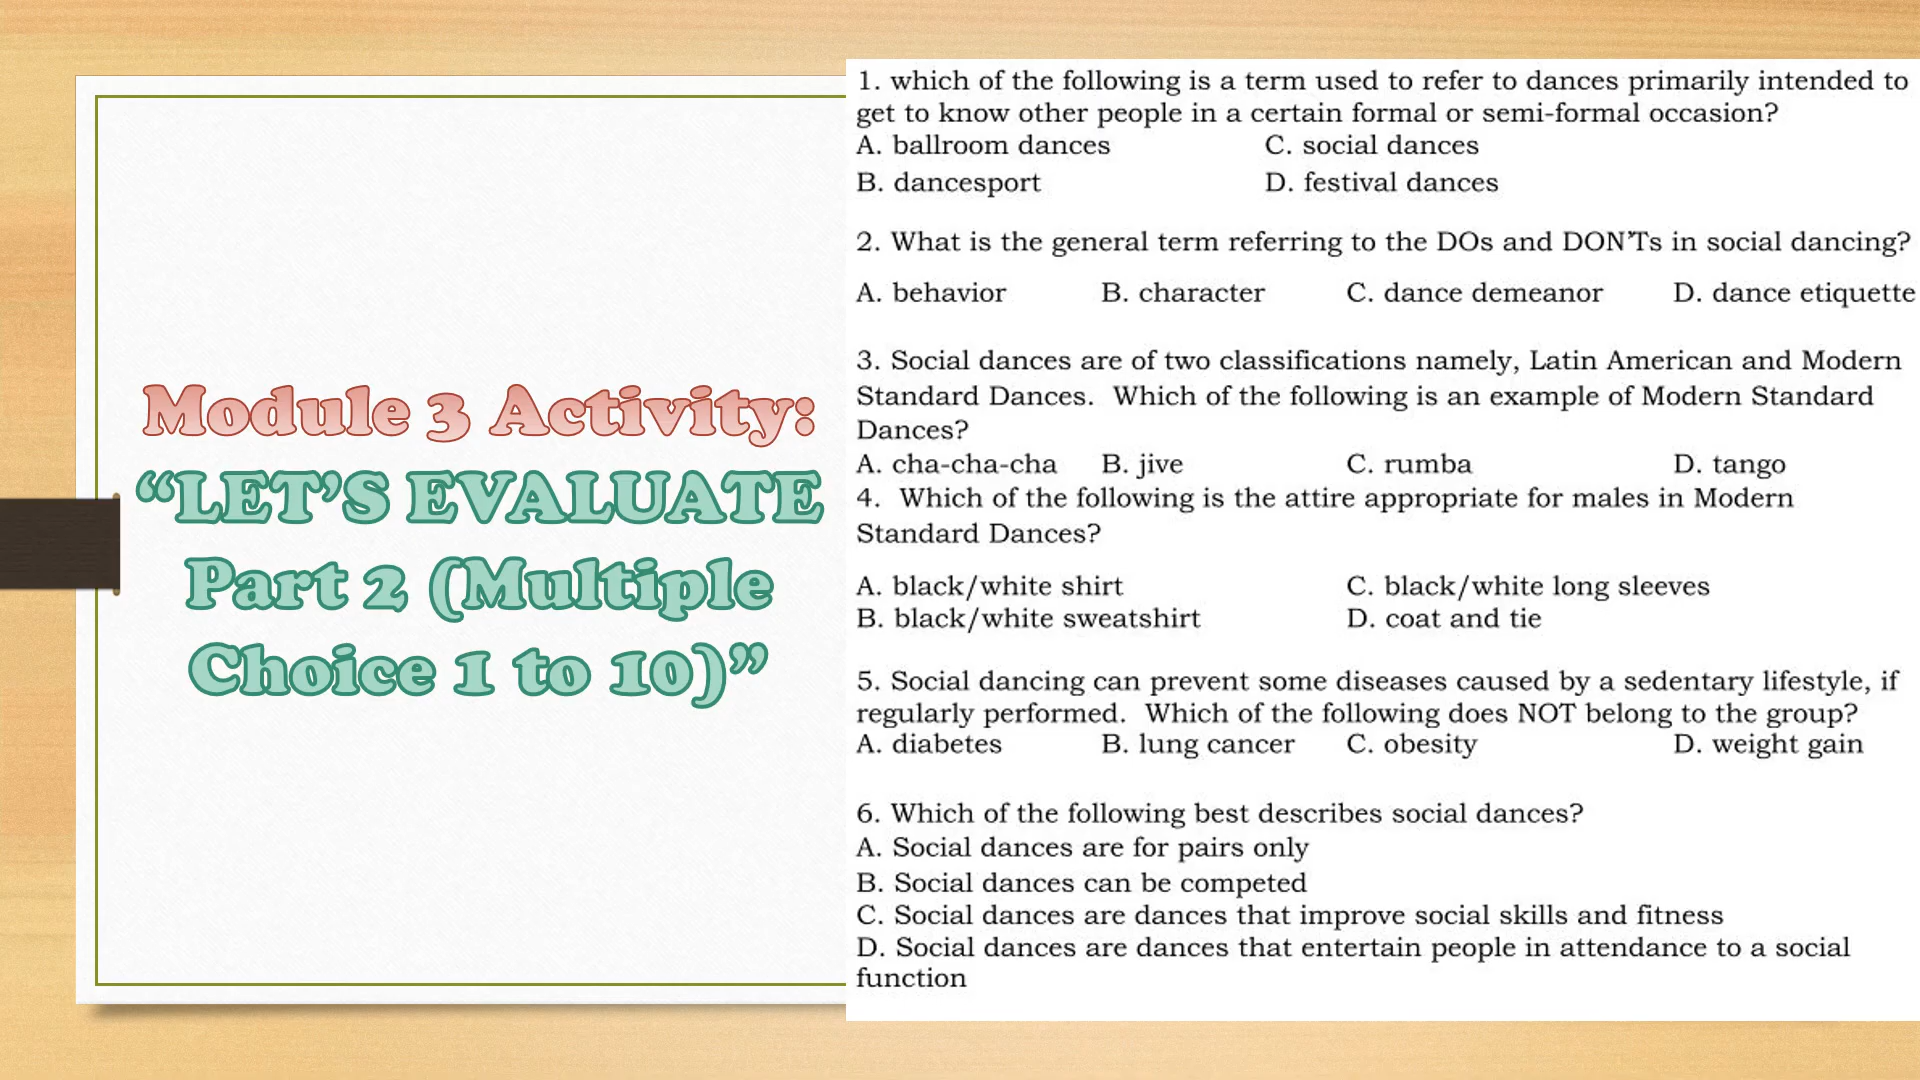 Module 3 Activity:
“LET’S EVALUATE
Part 2 (Multiple
Choice 1 to 10)”
1. which of the following is a term used to refer to dances primarily intended to
get to know other people in a certain formal or semi-formal occasion?
A. ballroom dances C. social dances
B. dancesport D. festival dances
2. What is the general term referring to the DOs and DON’Ts in social dancing?
A. behavior B. character C. dance demeanor D. dance etiquette
3. Social dances are of two classifications namely, Latin American and Modern
Standard Dances. Which of the following is an example of Modern Standard
Dances?
A. cha-cha-cha B. jive C. rumba D. tango
4. Which of the following is the attire appropriate for males in Modern
Standard Dances?
A. black/white shirt C. black/white long sleeves
B. black/white sweatshirt D. coat and tie
5. Social dancing can prevent some diseases caused by a sedentary lifestyle, if
regularly performed. Which of the following does NOT belong to the group?
A. diabetes B. lung cancer C. obesity D. weight gain
6. Which of the following best describes social dances?
A. Social dances are for pairs only
B. Social dances can be competed
C. Social dances are dances that improve social skills and fitness
D. Social dances are dances that entertain people in attendance to a social
function